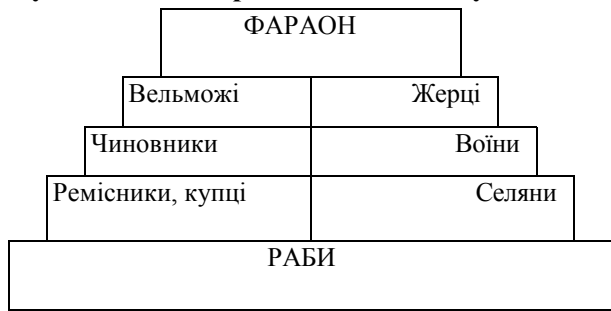 ФАРАОН
Вельможі Жерці
Чиновники Воїни
Ремісники, купці Селяни
РАБИ